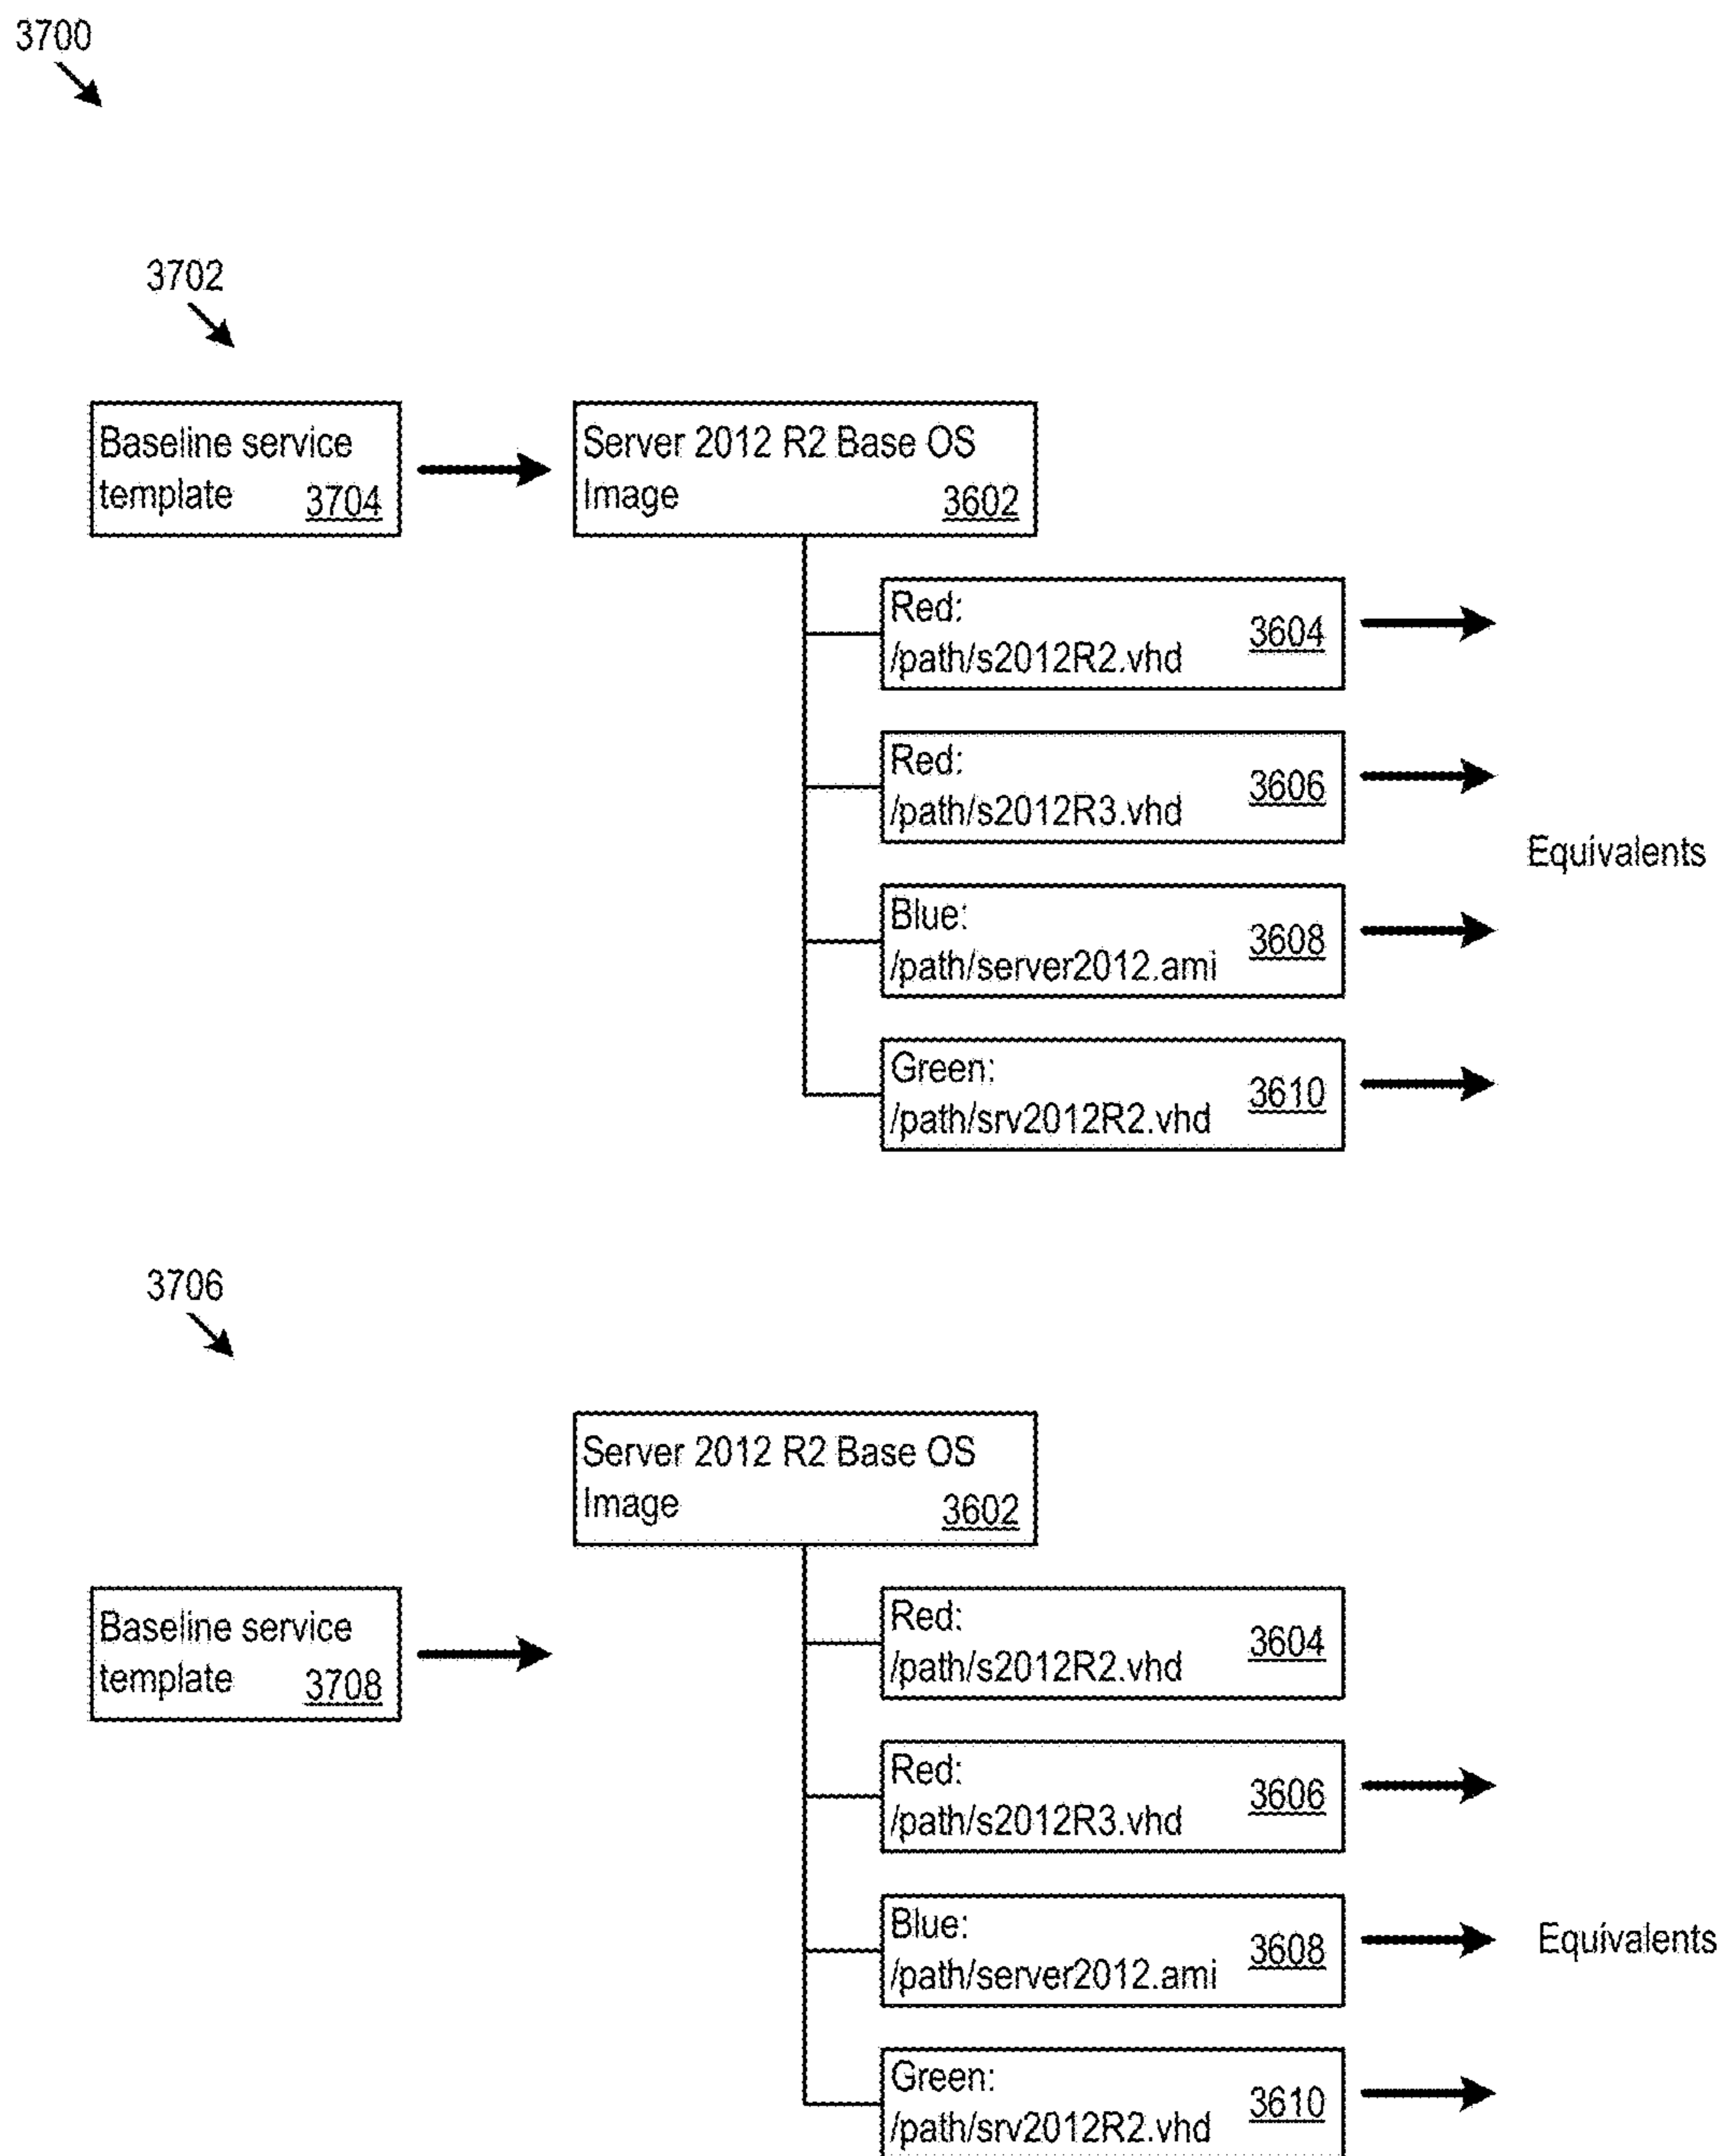 3700
3702
Baseline service
template 3704
Server 2012 R2 Base OS
Image 3602
Red:
/path/s2012R2.vhd 3604
Red:
/path/s2012R3.vhd 3606
Equivalents
Blue:
/path/server2012.ami 3608
Green:
/path/srv2012R2.vhd 3610
3706
Server 2012 R2 Base OS
Image 3602
Baseline service
template 3708
Red:
/path/s2012R2.vhd 3604
Red:
/path/s2012R3.vhd 3606
Blue:
/path/server2012.ami 3608
Equivalents
Green:
/path/srv2012R2.vhd 3610